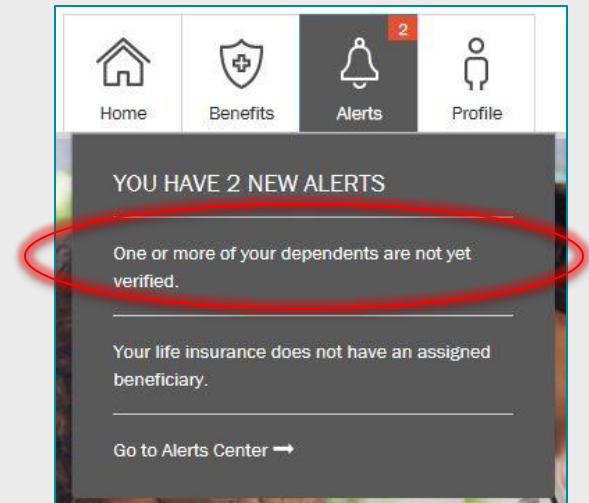 2
Home Benefits Alerts Profile
YOU HAVE 2 NEW ALERTS
One or more of your dependents are not yet
verified.
Your life insurance does not have an assigned
beneficiary.
Go to Alerts Center ➞